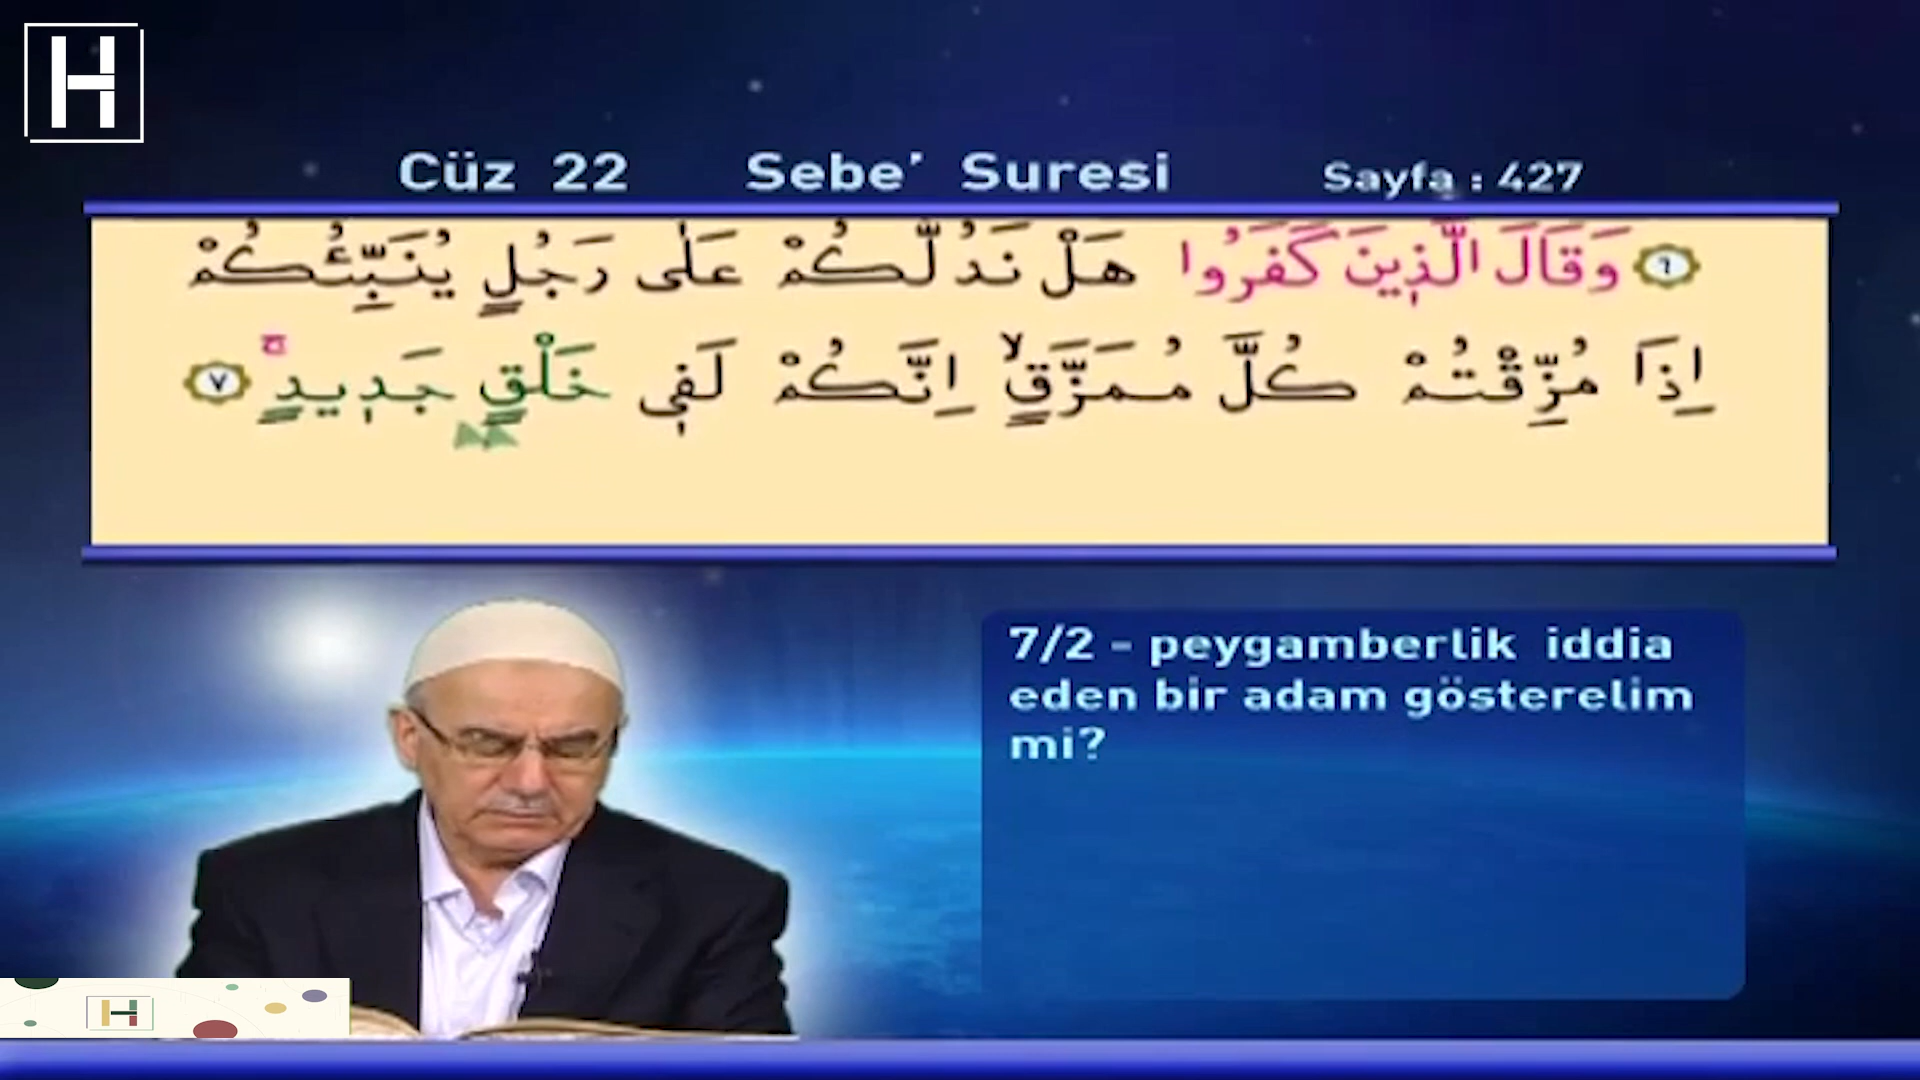 H
Cüz 22 Sebe’ Suresi Sayfa : 427
٦ وَقَالَ الَّذ۪ينَ كَفَرُوا هَلْ نَدُلُّكُمْ عَلٰى رَجُلٍ يُنَبِّئُكُمْ
اِذَا مُزِّقْتُمْ كُلَّ مُمَزَّقٍۙ اِنَّكُمْ لَف۪ي خَلْقٍ جَد۪يدٍۚ ٧
7/2 - peygamberlik iddia
eden bir adam gösterelim
mi?
H